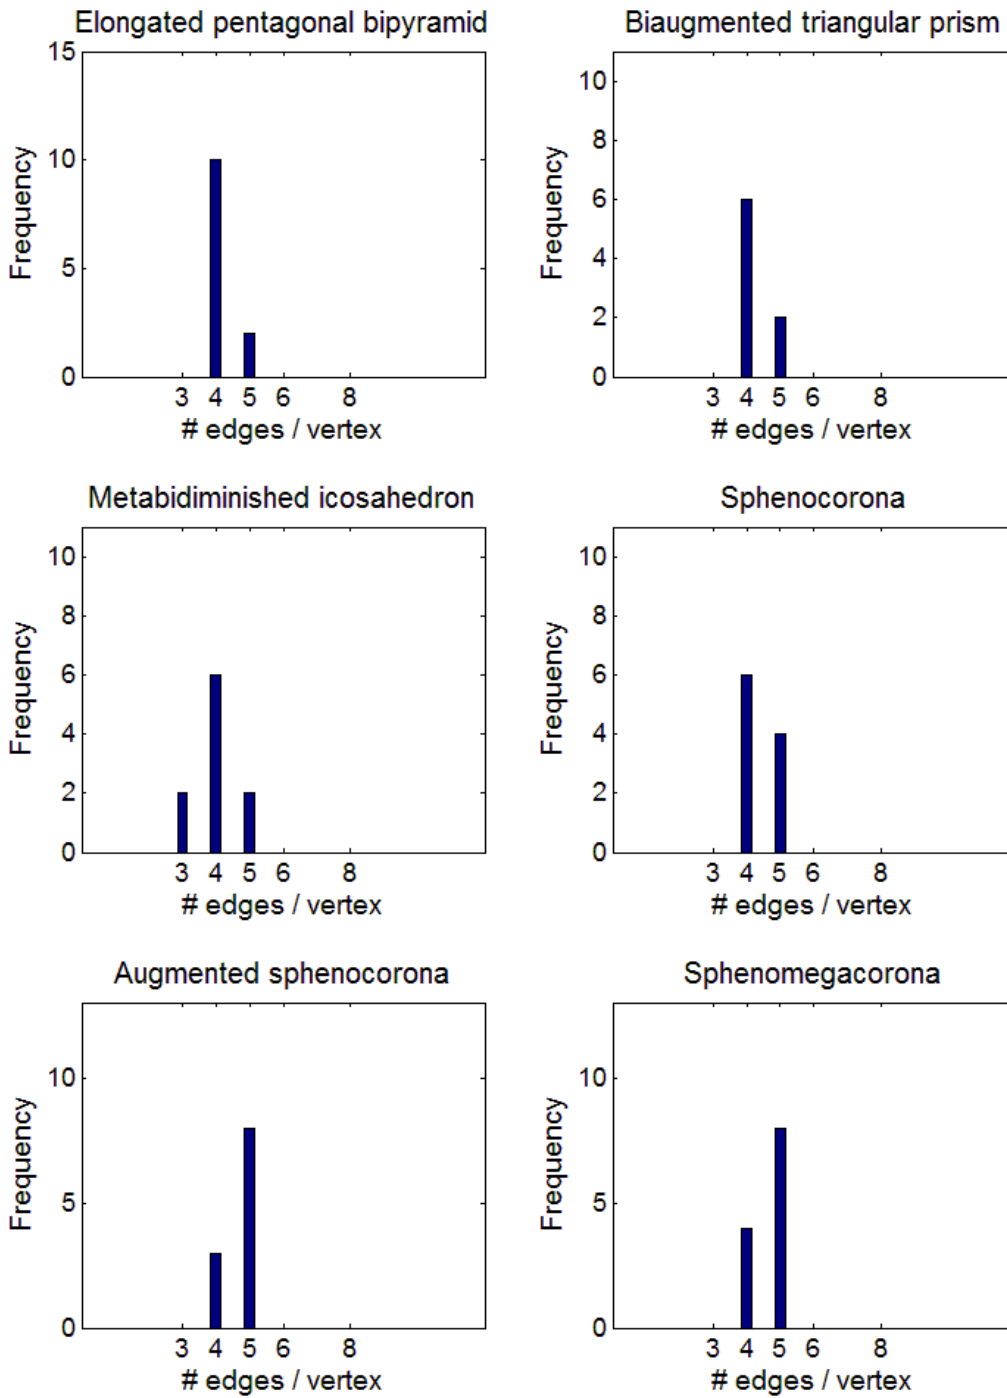 Elongated pentagonal bipyramid
15
10
5
0
Frequency
3 4 5 6 8
# edges / vertex
Biaugmented triangular prism
10
8
6
4
2
0
Frequency
3 4 5 6 8
# edges / vertex
Metabidiminished icosahedron
10
8
6
4
2
0
Frequency
3 4 5 6 8
# edges / vertex
Sphenocorona
10
8
6
4
2
0
Frequency
3 4 5 6 8
# edges / vertex
Augmented sphenocorona
10
5
0
Frequency
3 4 5 6 8
# edges / vertex
Sphenomegacorona
10
5
0
Frequency
3 4 5 6 8
# edges / vertex